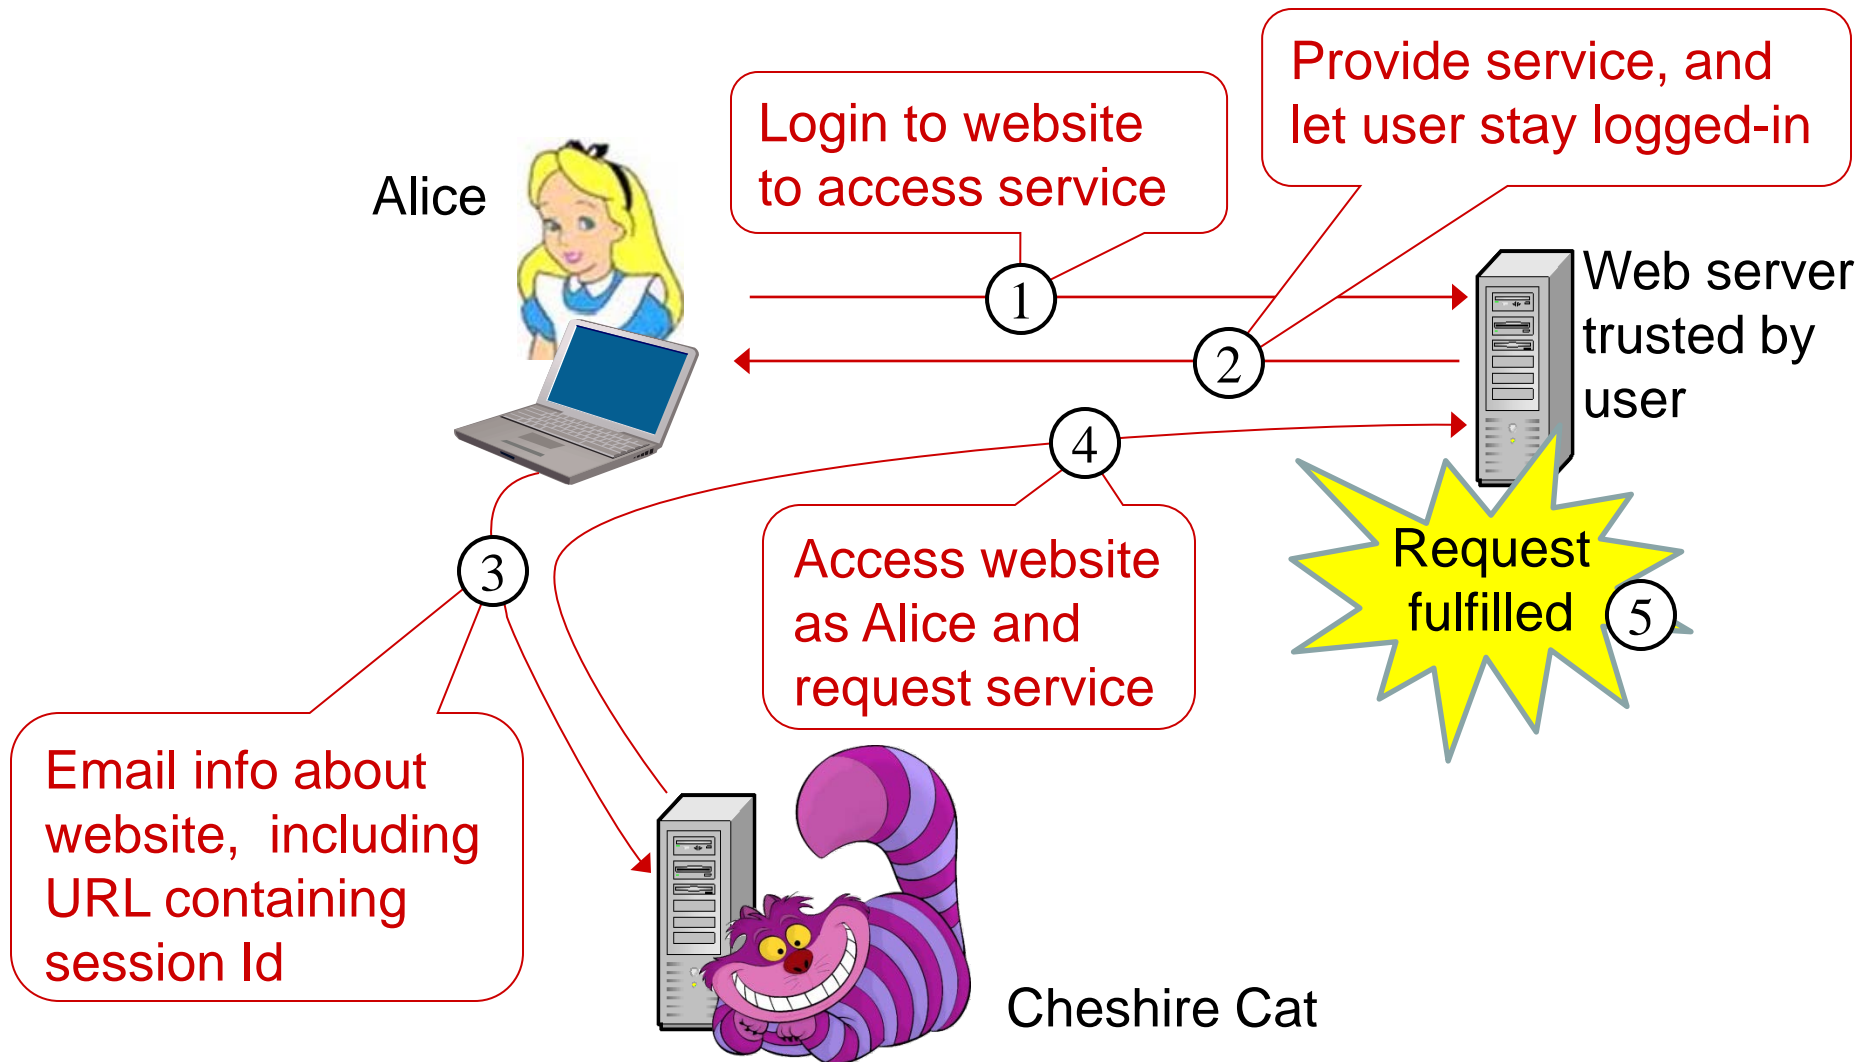 Alice
Login to website
to access service
Provide service, and
let user stay logged-in
1
2
Web server
trusted by
user
4
Access website
as Alice and
request service
3
Email info about
website, including
URL containing
session Id
Request
fulfilled
5
Cheshire Cat